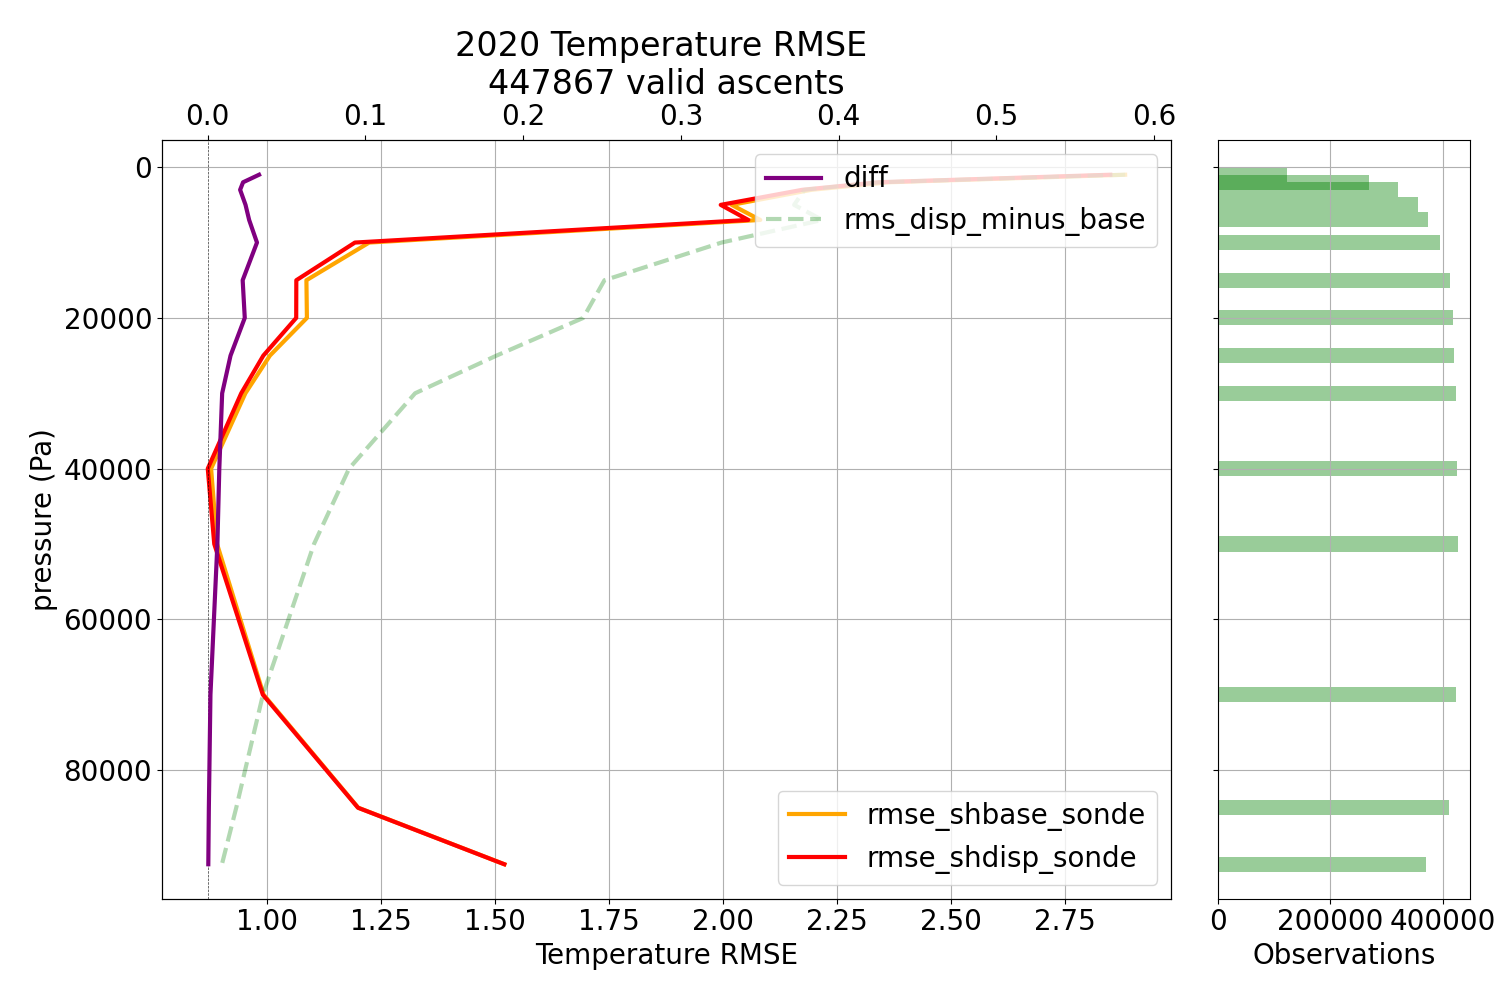 2020 Temperature RMSE
447867 valid ascents
0.0 0.1 0.2 0.3 0.4 0.5 0.6
diff
rms_disp_minus_base
0
20000
40000
60000
80000
pressure (Pa)
rmse_shbase_sonde
rmse_shdisp_sonde
1.00 1.25 1.50 1.75 2.00 2.25 2.50 2.75
Temperature RMSE
0 200000 400000
Observations